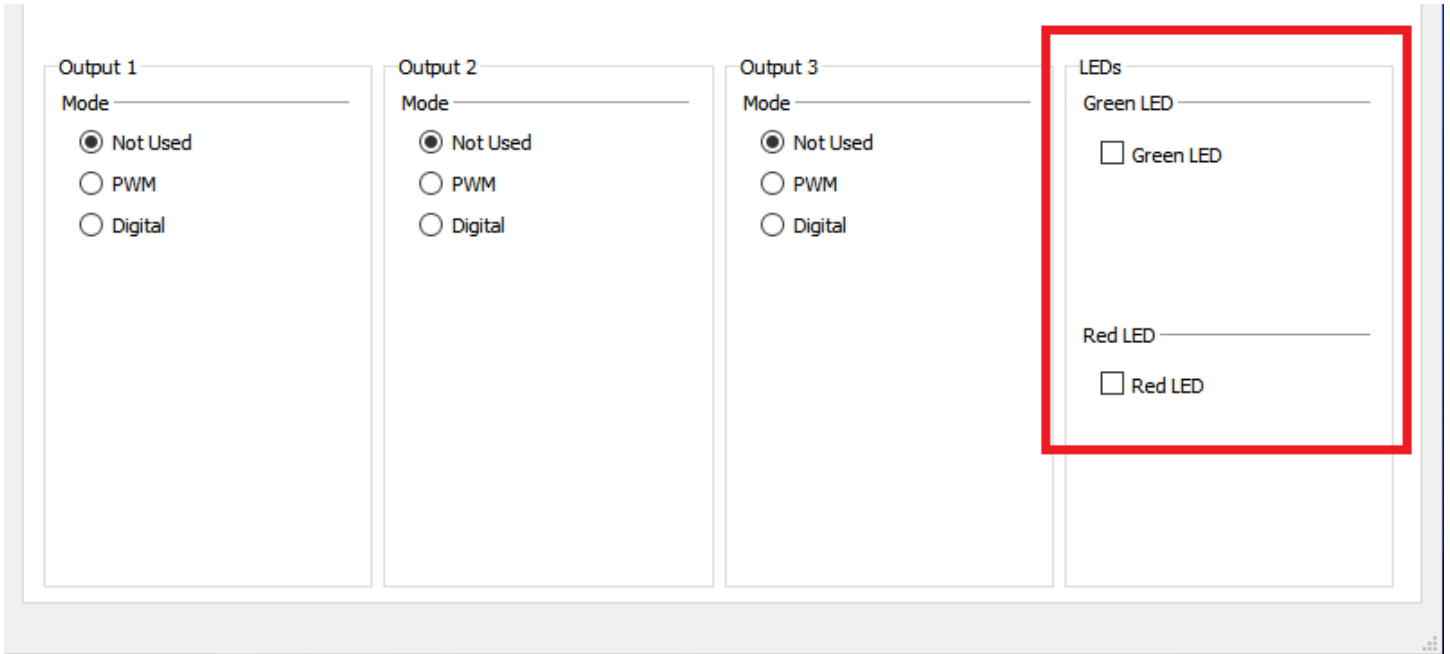 Output 1
Mode
Not Used
PWM
Digital
Output 2
Mode
Not Used
PWM
Digital
Output 3
Mode
Not Used
PWM
Digital
LEDs
Green LED
Green LED
Red LED
Red LED